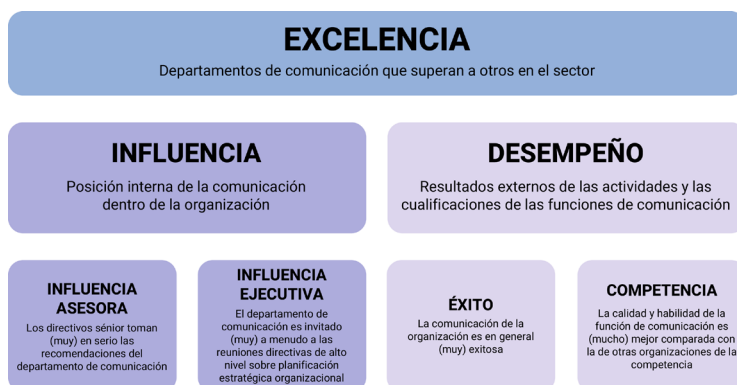 EXCELENCIA
Departamentos de comunicación que superan a otros en el sector
INFLUENCIA
Posición interna de la comunicación
dentro de la organización
DESEMPEÑO
Resultados externos de las actividades y las
cualificaciones de las funciones de comunicación
INFLUENCIA
ASESORA
Los directivos sénior toman
(muy) en serio las
recomendaciones del
departamento de comunicación
INFLUENCIA
EJECUTIVA
El departamento de
comunicación es invitado
(muy) a menudo a las
reuniones directivas de alto
nivel sobre planificación
estratégica organizacional
ÉXITO
La comunicación de la
organización es en general
(muy) exitosa
COMPETENCIA
La calidad y habilidad de la
función de comunicación es
(mucho) mejor comparada con
la de otras organizaciones de la
competencia